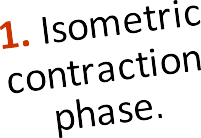 1. Isometric
contraction
phase.